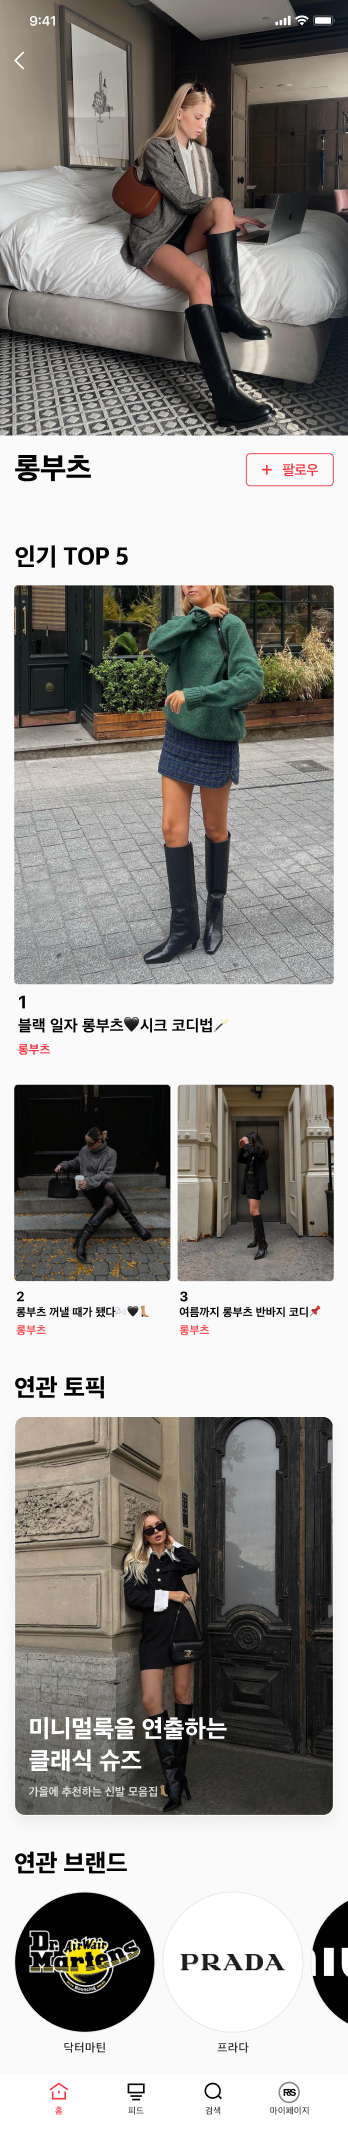 9:41
롱부츠
+ 팔로우
인기 TOP 5
1
블랙 일자 롱부츠🖤시크 코디법🪄
롱부츠
2
롱부츠 꺼낼 때가 됐다🌬️🖤👢
롱부츠
3
여름까지 롱부츠 반바지 코디📌
롱부츠
연관 토픽
미니멀룩을 연출하는
클래식 슈즈
가을에 추천하는 신발 모음집👢
연관 브랜드
Dr.
AirWair
Martens
Bouncing
PRADA
IU
닥터마틴
프라다
홈
피드
검색
마이페이지